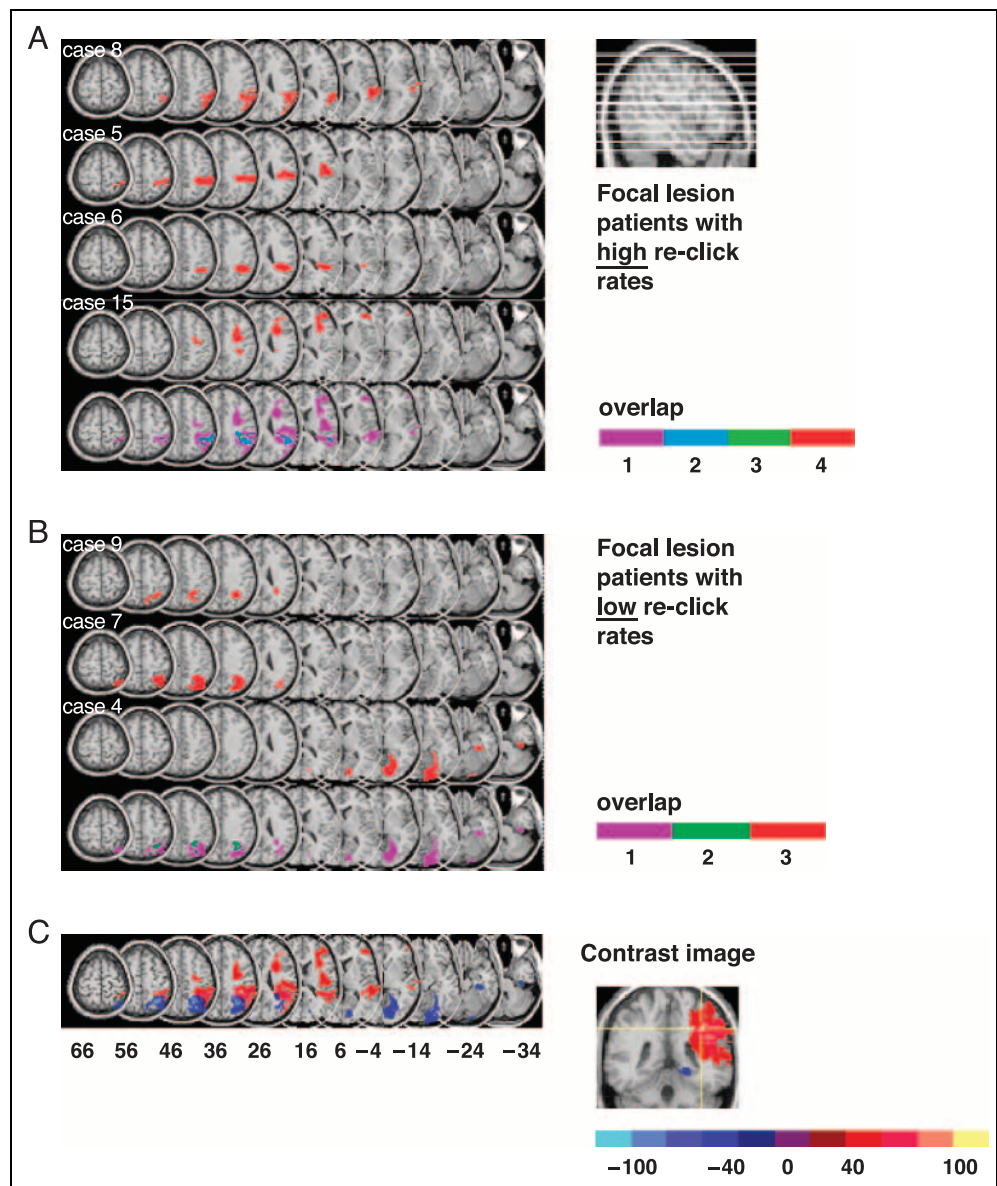 A
case 8
case 5
case 6
case 15
Focal lesion
patients with
high re-click
rates
overlap
1 2 3 4
B
case 9
case 7
case 4
Focal lesion
patients with
low re-click
rates
overlap
1 2 3
C
66 56 46 36 26 16 6 −4 −14 −24 −34
Contrast image
−100 −40 0 40 100